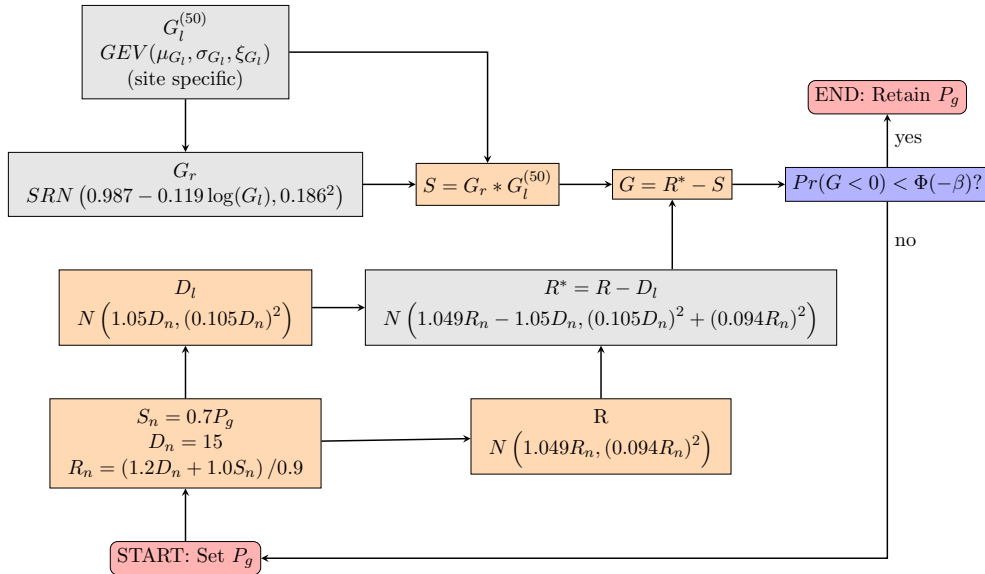 G_l^{(50)}
GEV(μ_{G_l}, σ_{G_l}, ξ_{G_l})
(site specific)
END: Retain P_g
yes
G_r
SRN (0.987 − 0.119 log(G_l), 0.186²)
S = G_r * G_l^{(50)}
G = R* − S
Pr(G < 0) < Φ(−β)?
no
D_l
N (1.05D_n, (0.105D_n)²)
R* = R − D_l
N (1.049R_n − 1.05D_n, (0.105D_n)² + (0.094R_n)²)
S_n = 0.7P_g
D_n = 15
R_n = (1.2D_n + 1.0S_n) /0.9
R
N (1.049R_n, (0.094R_n)²)
START: Set P_g